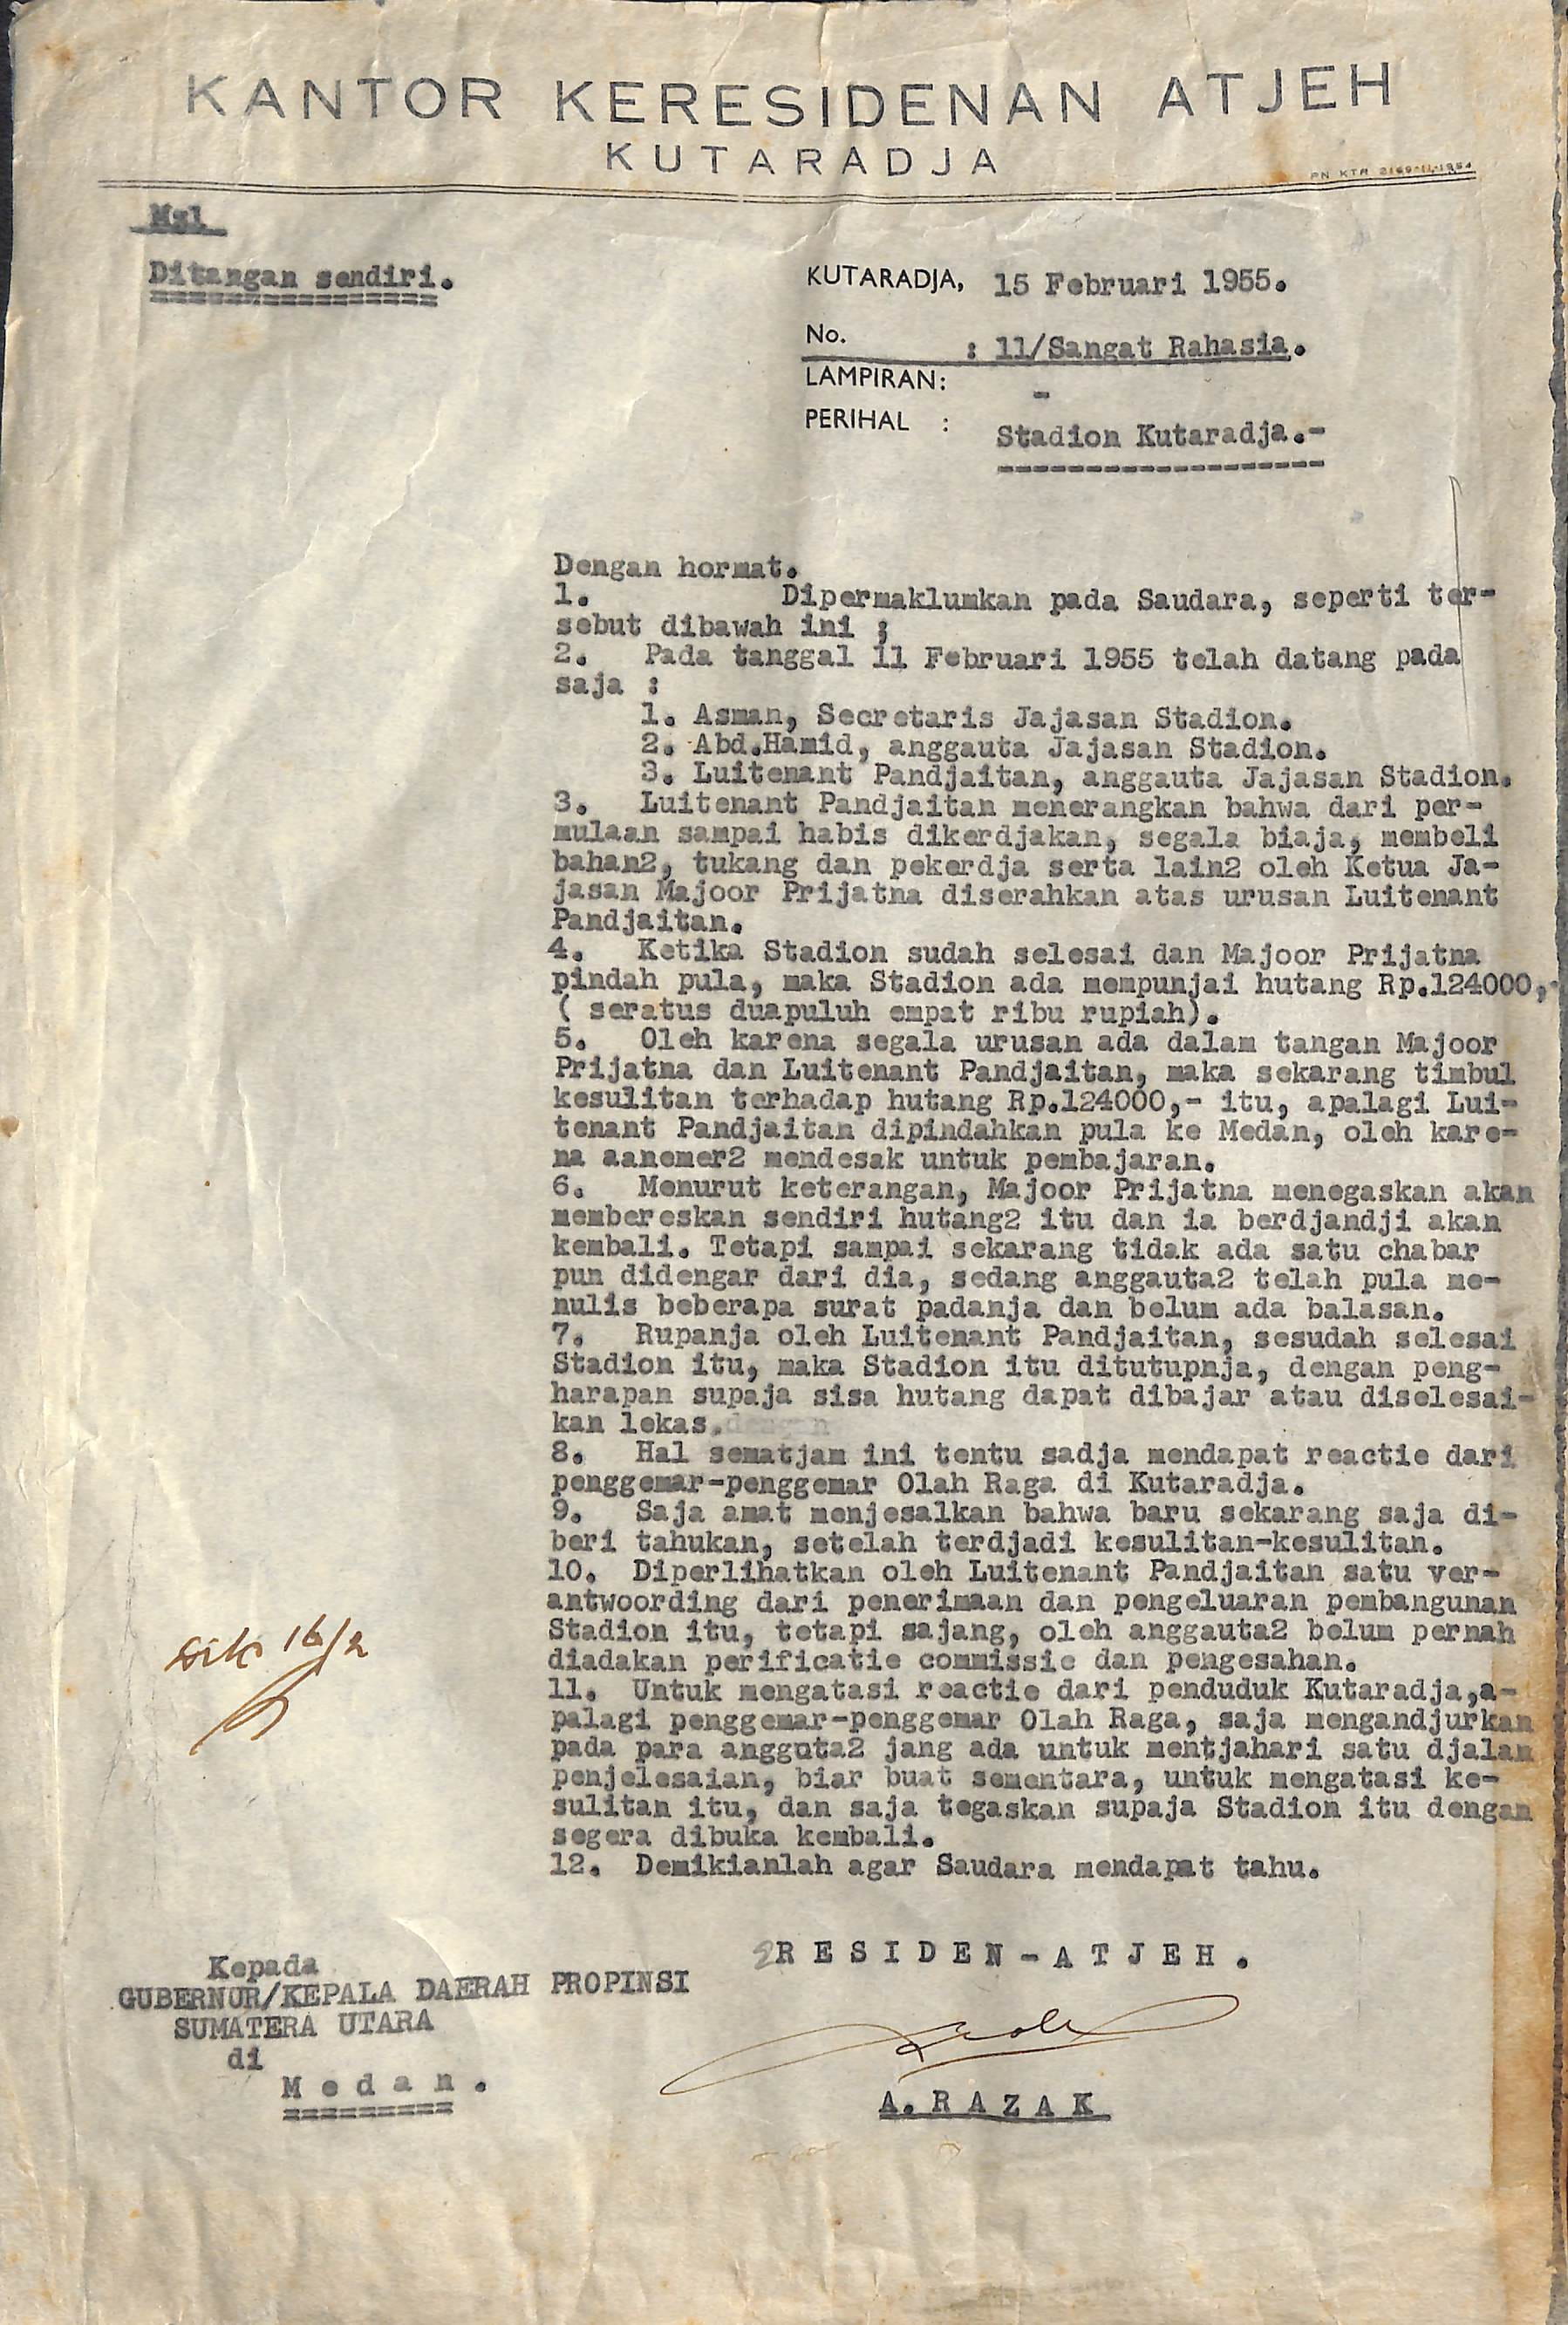 KANTOR KERESIDENAN ATJEH
KUTARADJA
PN KTR 2169-11-1954
Mgl
Ditangan sendiri.
KUTARADJA, 15 Februari 1955.
No. : 11/Sangat Rahasia.
LAMPIRAN: -
PERIHAL : Stadion Kutaradja.-
Dengan hormat.
1. Dipermaklumkan pada Saudara, seperti ter-
sebut dibawah ini ;
2. Pada tanggal 11 Februari 1955 telah datang pada
saja :
1. Asman, Secretaris Jajasan Stadion.
2. Abd.Hamid, anggauta Jajasan Stadion.
3. Luitenant Pandjaitan, anggauta Jajasan Stadion.
3. Luitenant Pandjaitan menerangkan bahwa dari per-
mulaan sampai habis dikerdjakan, segala biaja, membeli
bahan2, tukang dan pekerdja serta lain2 oleh Ketua Ja-
jasan Majoor Prijatna diserahkan atas urusan Luitenant
Pandjaitan.
4. Ketika Stadion sudah selesai dan Majoor Prijatna
pindah pula, maka Stadion ada mempunjai hutang Rp.124000,-
( seratus duapuluh empat ribu rupiah).
5. Oleh karena segala urusan ada dalam tangan Majoor
Prijatna dan Luitenant Pandjaitan, maka sekarang timbul
kesulitan terhadap hutang Rp.124000,- itu, apalagi Lui-
tenant Pandjaitan dipindahkan pula ke Medan, oleh kare-
na aanemer2 mendesak untuk pembajaran.
6. Menurut keterangan, Majoor Prijatna menegaskan akan
membereskan sendiri hutang2 itu dan ia berdjandji akan
kembali. Tetapi sampai sekarang tidak ada satu chabar
pun didengar dari dia, sedang anggauta2 telah pula me-
nulis beberapa surat padanja dan belum ada balasan.
7. Rupanja oleh Luitenant Pandjaitan, sesudah selesai
Stadion itu, maka Stadion itu ditutupnja, dengan peng-
harapan supaja sisa hutang dapat dibajar atau diselesai-
kan lekas.dengan
8. Hal sematjam ini tentu sadja mendapat reactie dari
penggemar-penggemar Olah Raga di Kutaradja.
9. Saja amat menjesalkan bahwa baru sekarang saja di-
beri tahukan, setelah terdjadi kesulitan-kesulitan.
10. Diperlihatkan oleh Luitenant Pandjaitan satu ver-
antwoording dari penerimaan dan pengeluaran pembangunan
Stadion itu, tetapi sajang, oleh anggauta2 belum pernah
diadakan perificatie commissie dan pengesahan.
11. Untuk mengatasi reactie dari penduduk Kutaradja,a-
palagi penggemar-penggemar Olah Raga, saja mengandjurkan
pada para anggota2 jang ada untuk mentjahari satu djalan
penjelesaian, biar buat sementara, untuk mengatasi ke-
sulitan itu, dan saja tegaskan supaja Stadion itu dengan
segera dibuka kembali.
12. Demikianlah agar Saudara mendapat tahu.
16/2
RESIDEN-ATJEH.
Kepada
GUBERNUR/KEPALA DAERAH PROPINSI
SUMATERA UTARA
di
Medan.
A. RAZAK